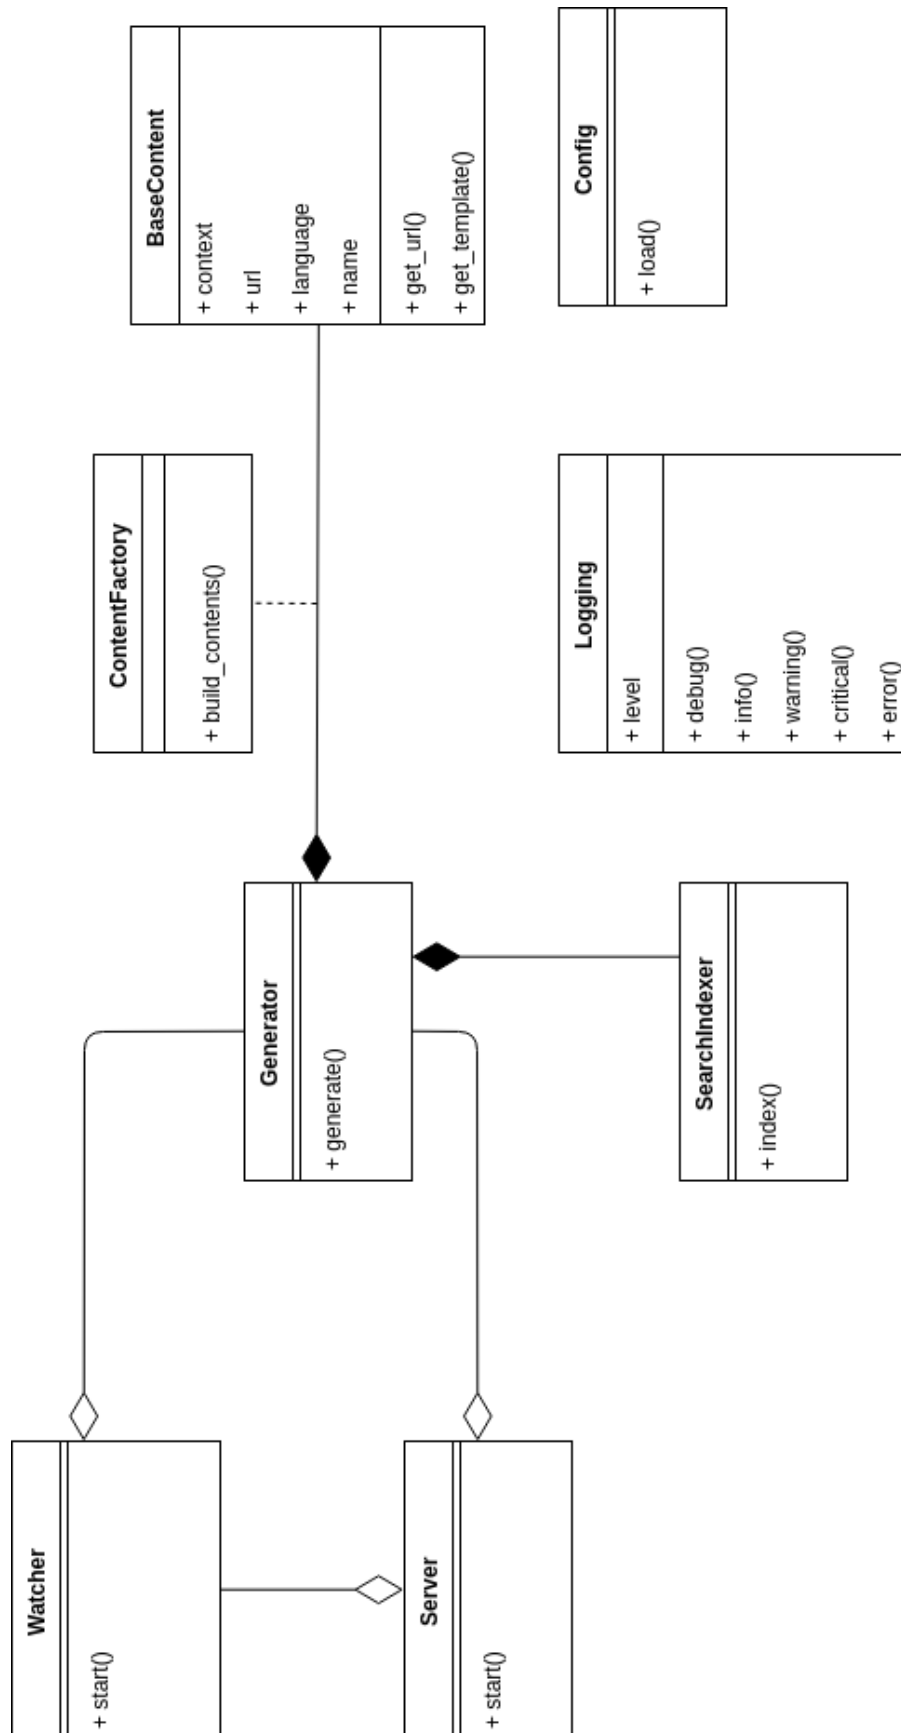 Watcher
+ start()
Server
+ start()
Generator
+ generate()
SearchIndexer
+ index()
ContentFactory
+ build_contents()
Logging
+ level
+ debug()
+ info()
+ warning()
+ critical()
+ error()
BaseContent
+ context
+ url
+ language
+ name
+ get_url()
+ get_template()
Config
+ load()